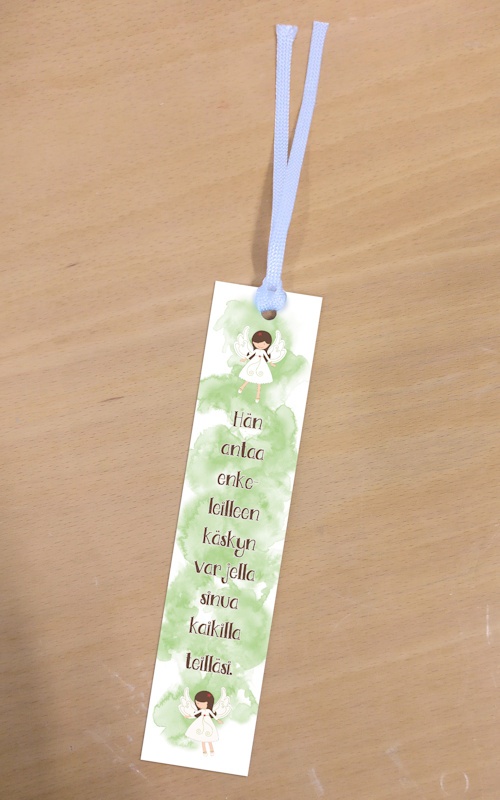 Hän
antaa
enke-
leilleen
käskyn
varjella
sinua
kaikilla
teilläsi.